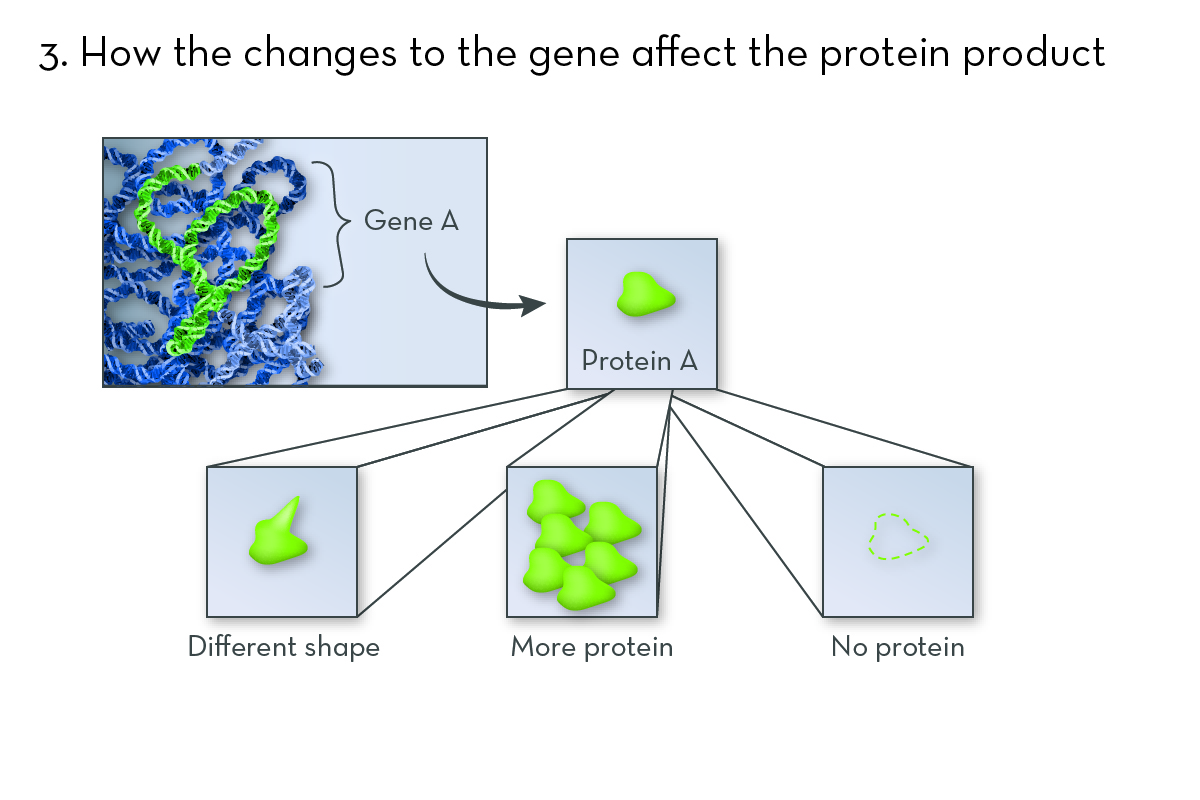 3. How the changes to the gene affect the protein product
Gene A
Protein A
Different shape
More protein
No protein